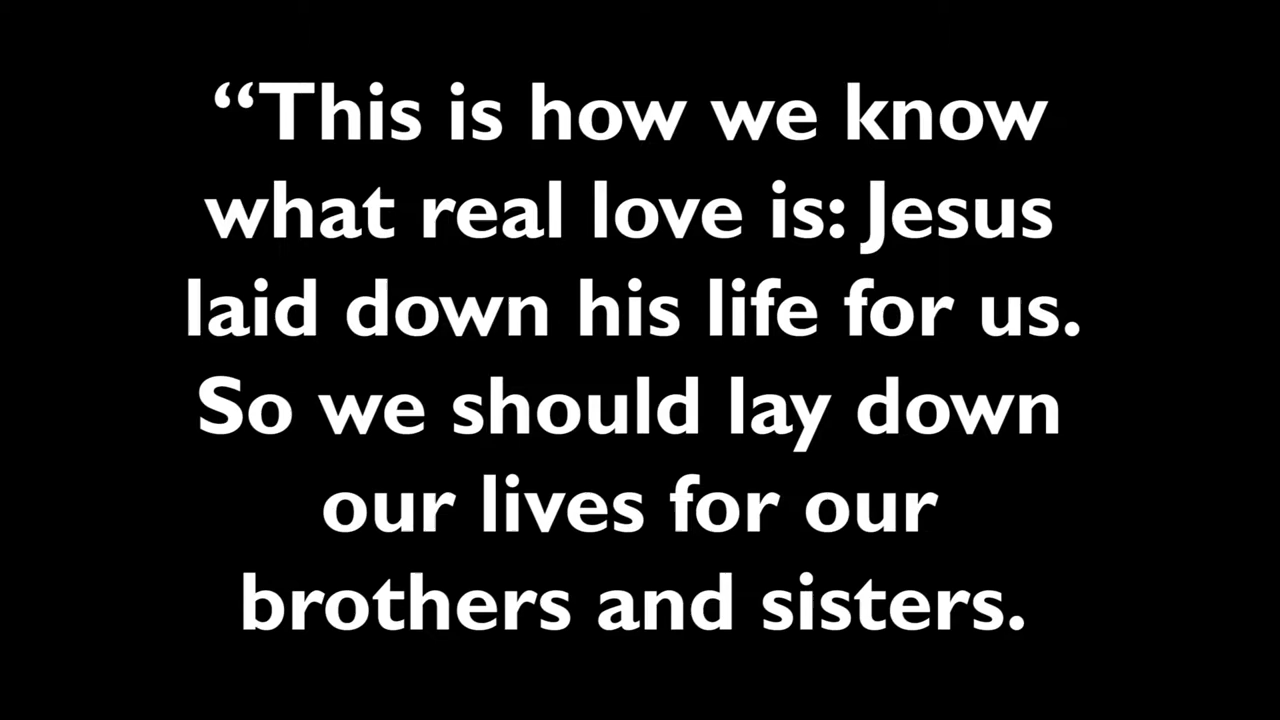 “This is how we know
what real love is: Jesus
laid down his life for us.
So we should lay down
our lives for our
brothers and sisters.